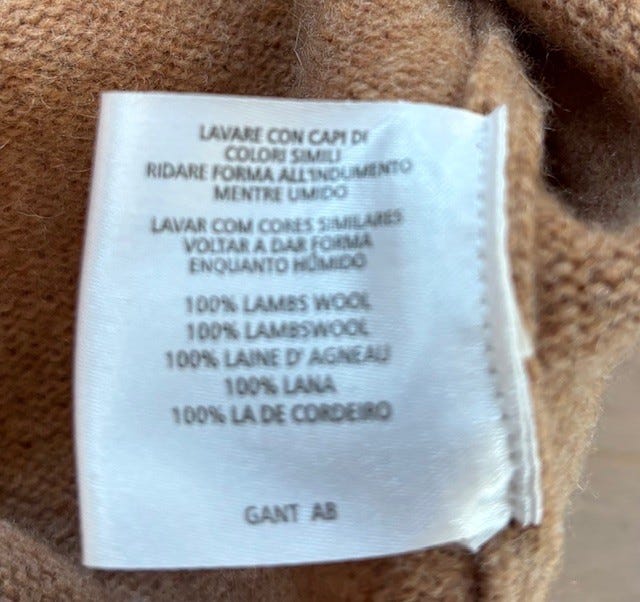 LAVARE CON CAPI DI
COLORI SIMILI
RIDARE FORMA ALL'INDUMENTO
MENTRE UMIDO
LAVAR COM CORES SIMILARES
VOLTAR A DAR FORMA
ENQUANTO HÚMIDO
100% LAMBS WOOL
100% LAMBSWOOL
100% LAINE D' AGNEAU
100% LANA
100% LA DE CORDEIRO
GANT AB